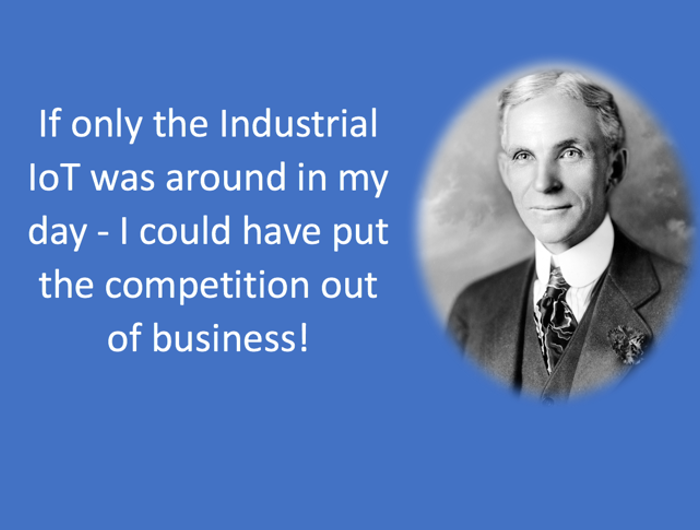 If only the Industrial
IoT was around in my
day - I could have put
the competition out
of business!